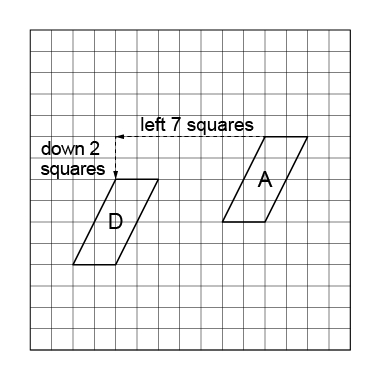 left 7 squares
down 2
squares
A
D